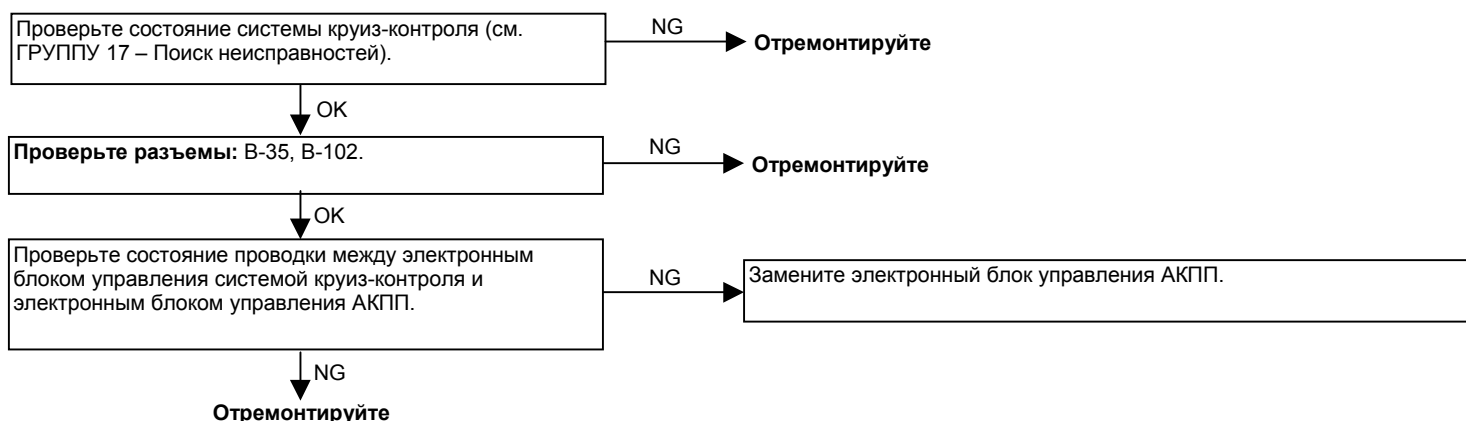 Проверьте состояние системы круиз-контроля (см.
ГРУППУ 17 – Поиск неисправностей).
NG
Отремонтируйте
OK
Проверьте разъемы: B-35, B-102.
NG
Отремонтируйте
OK
Проверьте состояние проводки между электронным
блоком управления системой круиз-контроля и
электронным блоком управления АКПП.
NG
Замените электронный блок управления АКПП.
NG
Отремонтируйте